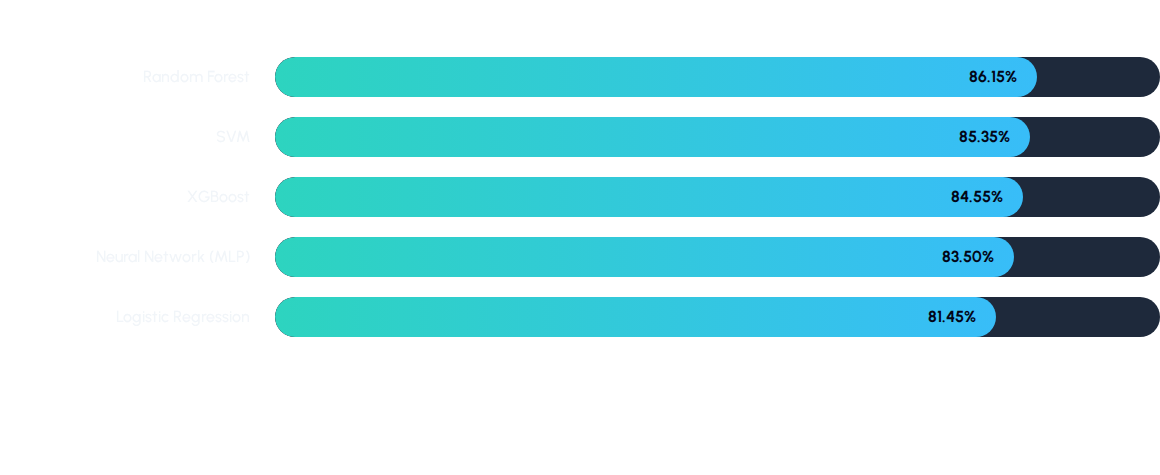 Random Forest 86.15%
SVM 85.35%
XGBoost 84.55%
Neural Network (MLP) 83.50%
Logistic Regression 81.45%